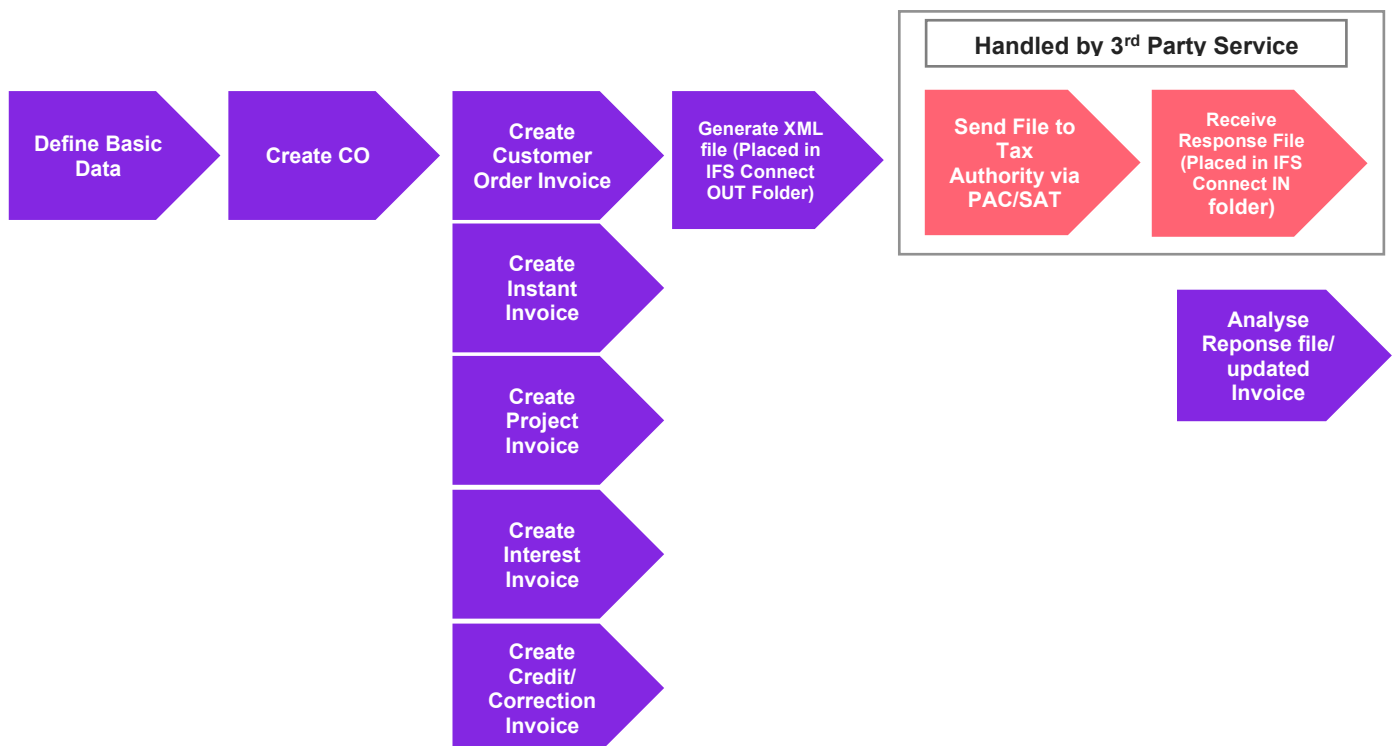 Handled by 3rd Party Service
Define Basic
Data
Create CO
Create
Customer
Order Invoice
Generate XML
file (Placed in
IFS Connect
OUT Folder)
Send File to
Tax
Authority via
PAC/SAT
Receive
Response File
(Placed in IFS
Connect IN
folder)
Create
Instant
Invoice
Analyse
Reponse file/
updated
Invoice
Create
Project
Invoice
Create
Interest
Invoice
Create
Credit/
Correction
Invoice